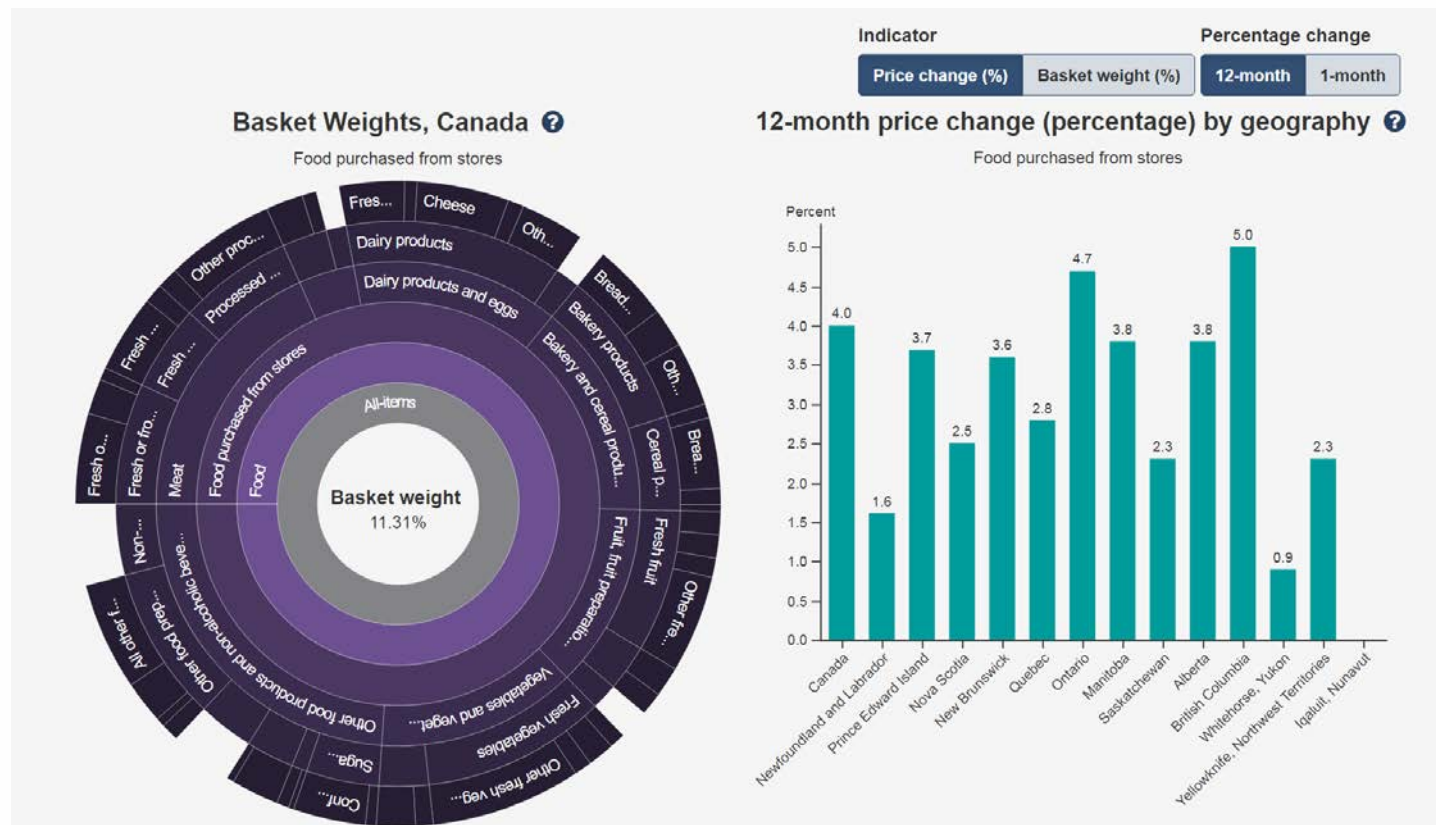 Indicator
Percentage change
Price change (%)
Basket weight (%)
12-month
1-month
Basket Weights, Canada ?
Food purchased from stores
Fres...
Cheese
Oth...
Other proc...
Dairy products
Processed ...
Dairy products and eggs
Bread...
Bakery products
Oth....
Fresh ...
Fresh ...
Food purchased from stores
Bakery and cereal produ...
All-items
Cereal p...
Brea...
Fresh o...
Fresh or fro...
Meat
Food
Basket weight
11.31%
Non-...
Fruit, fruit preparatio...
Fresh fruit
Other fre...
All other f...
Other food prep...
Other food products and non-alcoholic beve...
Vegetables and veget...
Fresh vegetables
Suga...
Other fresh veg...
Conf...
12-month price change (percentage) by geography ?
Food purchased from stores
Percent
5.0
4.5
4.0
3.5
3.0
2.5
2.0
1.5
1.0
0.5
0.0
4.0
1.6
3.7
2.5
3.6
2.8
4.7
3.8
2.3
3.8
5.0
0.9
2.3
Canada
Newfoundland and Labrador
Prince Edward Island
Nova Scotia
New Brunswick
Quebec
Ontario
Manitoba
Saskatchewan
Alberta
British Columbia
Whitehorse, Yukon
Yellowknife, Northwest Territories
Iqaluit, Nunavut